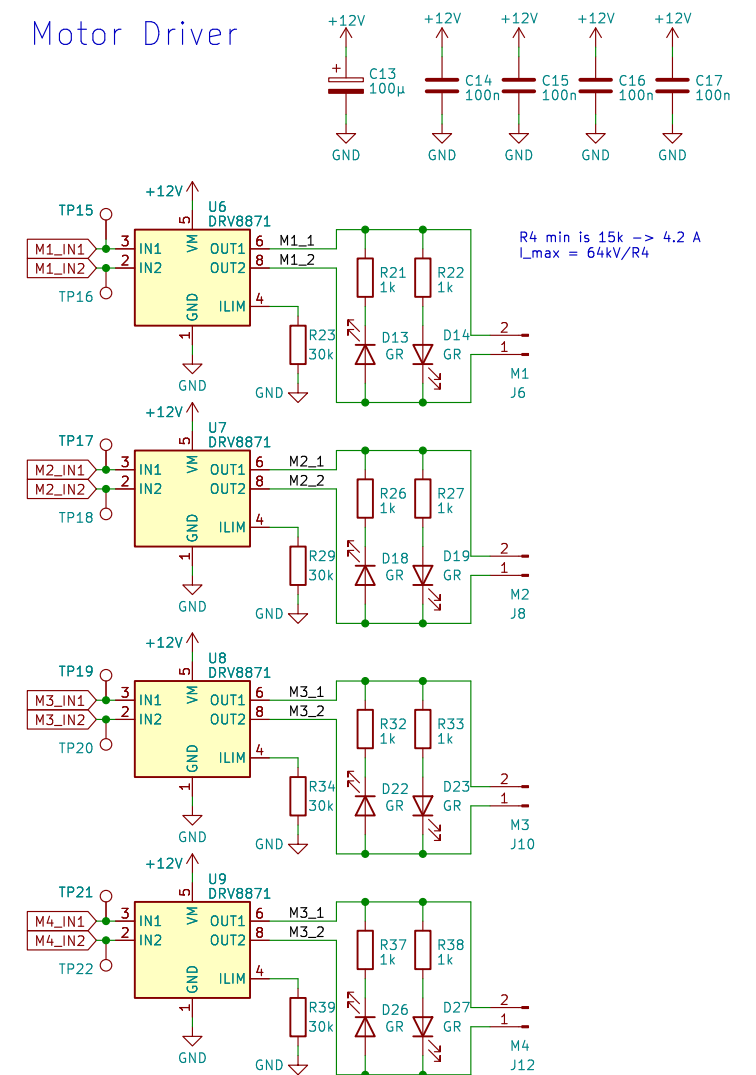 Motor Driver
+12V +12V +12V +12V +12V
+
C13 C14 C15 C16 C17
100µ 100n 100n 100n 100n
GND GND GND GND GND
+12V
U6
DRV8871
TP15
5
VM
M1_IN1 3 IN1 OUT1 6 M1_1
M1_IN2 2 IN2 OUT2 8 M1_2
TP16
GND
ILIM 4
1
GND
R23
30k
GND
R21
1k
R22
1k
D13
GR
D14
GR
2
1
M1
J6
R4 min is 15k -> 4.2 A
I_max = 64kV/R4
+12V
U7
DRV8871
TP17
5
VM
M2_IN1 3 IN1 OUT1 6 M2_1
M2_IN2 2 IN2 OUT2 8 M2_2
TP18
GND
ILIM 4
1
GND
R29
30k
GND
R26
1k
R27
1k
D18
GR
D19
GR
2
1
M2
J8
+12V
U8
DRV8871
TP19
5
VM
M3_IN1 3 IN1 OUT1 6 M3_1
M3_IN2 2 IN2 OUT2 8 M3_2
TP20
GND
ILIM 4
1
GND
R34
30k
GND
R32
1k
R33
1k
D22
GR
D23
GR
2
1
M3
J10
+12V
U9
DRV8871
TP21
5
VM
M4_IN1 3 IN1 OUT1 6 M3_1
M4_IN2 2 IN2 OUT2 8 M3_2
TP22
GND
ILIM 4
1
GND
R39
30k
GND
R37
1k
R38
1k
D26
GR
D27
GR
2
1
M4
J12